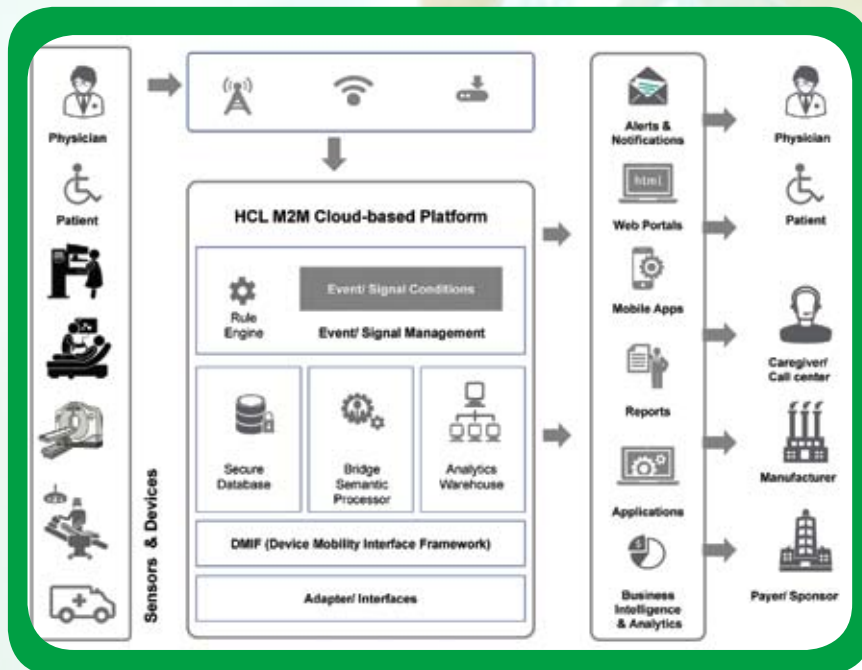 Physician
Patient
Sensors & Devices
HCL M2M Cloud-based Platform
Event/ Signal Conditions
Rule
Engine
Event/ Signal Management
Secure
Database
Bridge
Semantic
Processor
Analytics
Warehouse
DMIF (Device Mobility Interface Framework)
Adapter/ Interfaces
Alerts &
Notifications
html
Web Portals
Mobile Apps
Reports
Applications
$
Business
Intelligence
& Analytics
Physician
Patient
Caregiver/
Call center
Manufacturer
Payer/ Sponsor